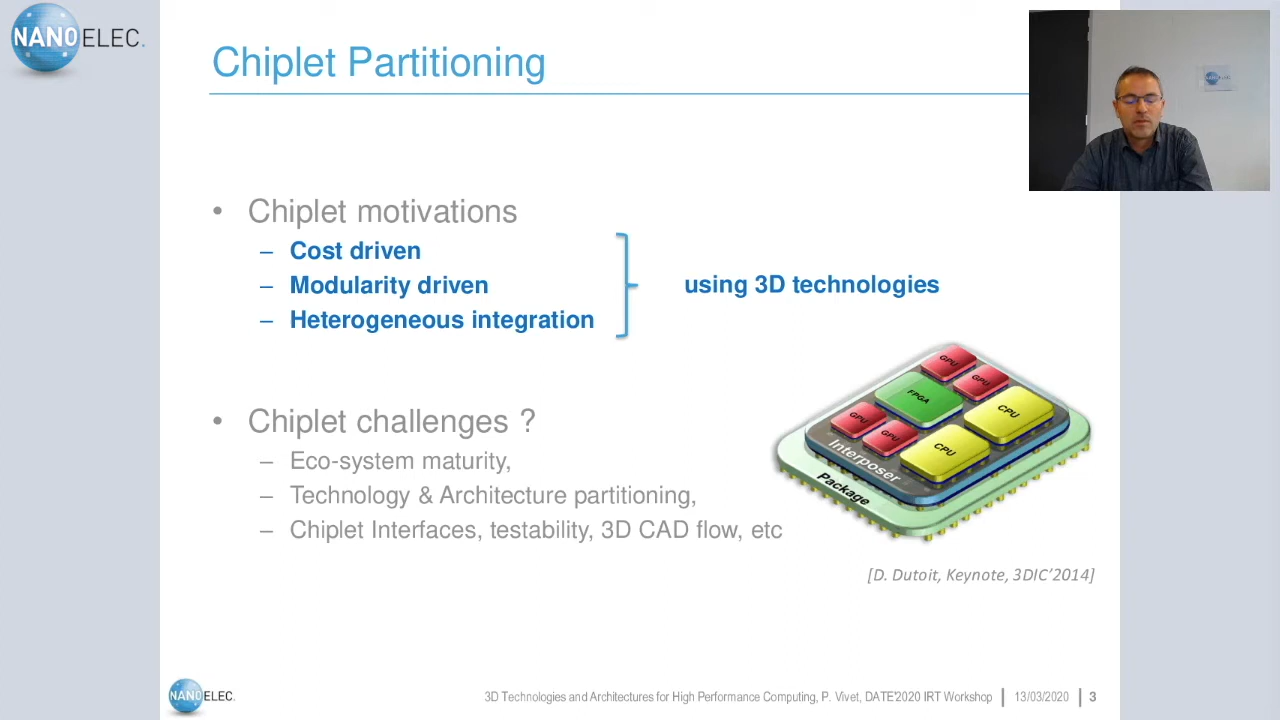 NANOELEC.
Chiplet Partitioning
NANOELEC
• Chiplet motivations
– Cost driven
– Modularity driven
– Heterogeneous integration
using 3D technologies
GPU
GPU
FPGA
CPU
GPU
GPU
CPU
Interposer
Package
• Chiplet challenges ?
– Eco-system maturity,
– Technology & Architecture partitioning,
– Chiplet Interfaces, testability, 3D CAD flow, etc
[D. Dutoit, Keynote, 3DIC'2014]
NANOELEC.
3D Technologies and Architectures for High Performance Computing, P. Vivet, DATE'2020 IRT Workshop | 13/03/2020 | 3